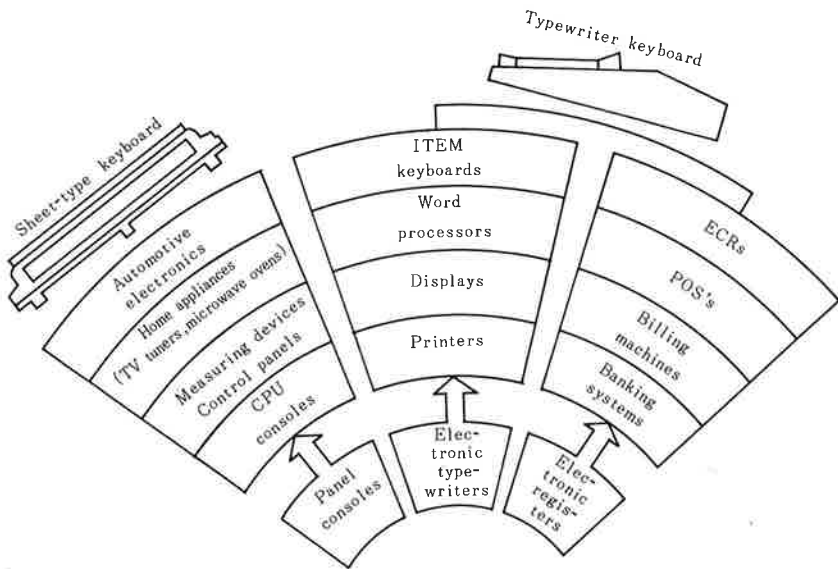 Typewriter keyboard
Sheet-type keyboard
Automotive
electronics
Home appliances
(TV tuners, microwave ovens)
Measuring devices
Control panels
CPU
consoles
ITEM
keyboards
Word
processors
Displays
Printers
ECRs
POS's
Billing
machines
Banking
systems
Panel
consoles
Elec-
tronic
type-
writers
Elec-
tronic
regis-
ters